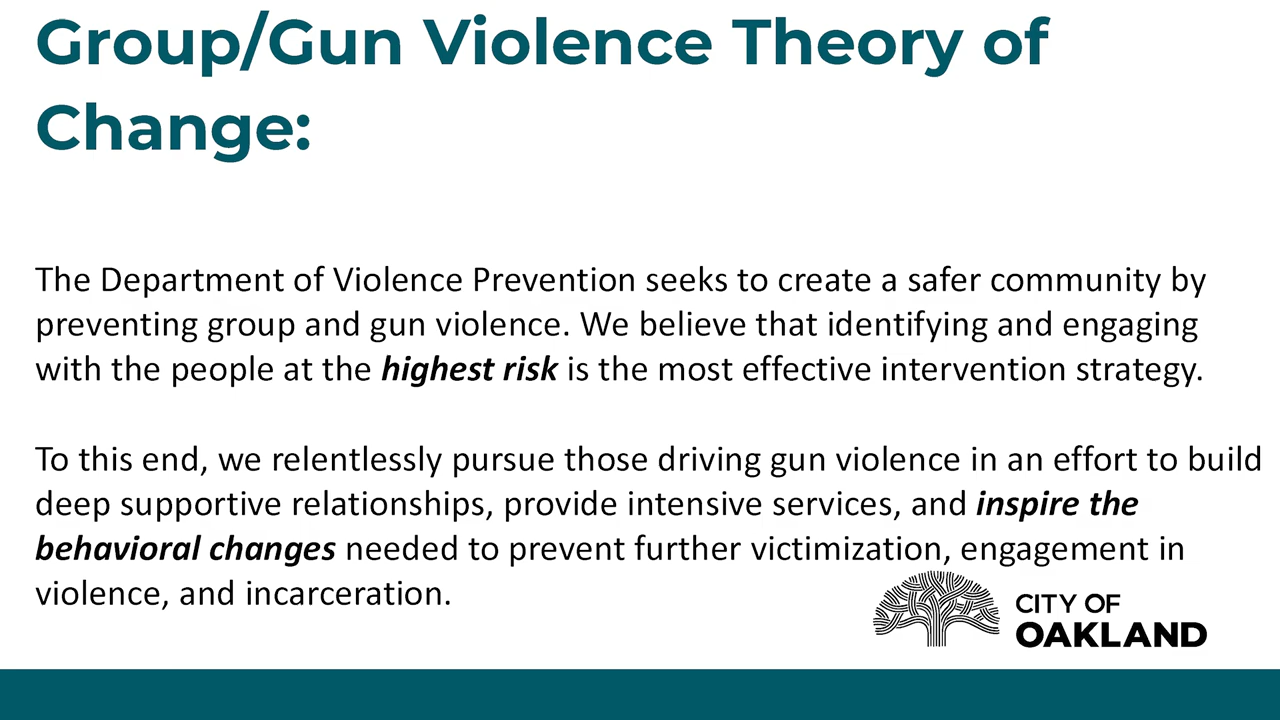 Group/Gun Violence Theory of
Change:
The Department of Violence Prevention seeks to create a safer community by
preventing group and gun violence. We believe that identifying and engaging
with the people at the highest risk is the most effective intervention strategy.
To this end, we relentlessly pursue those driving gun violence in an effort to build
deep supportive relationships, provide intensive services, and inspire the
behavioral changes needed to prevent further victimization, engagement in
violence, and incarceration.
CITY OF
OAKLAND